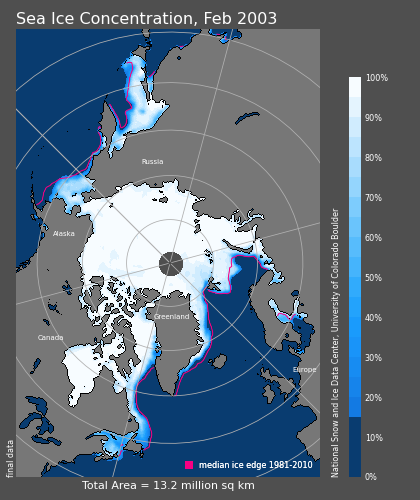 Sea Ice Concentration, Feb 2003
Russia
Alaska
Greenland
Canada
Europe
median ice edge 1981-2010
Total Area = 13.2 million sq km
final data
100%
90%
80%
70%
60%
50%
40%
30%
20%
10%
0%
National Snow and Ice Data Center, University of Colorado Boulder